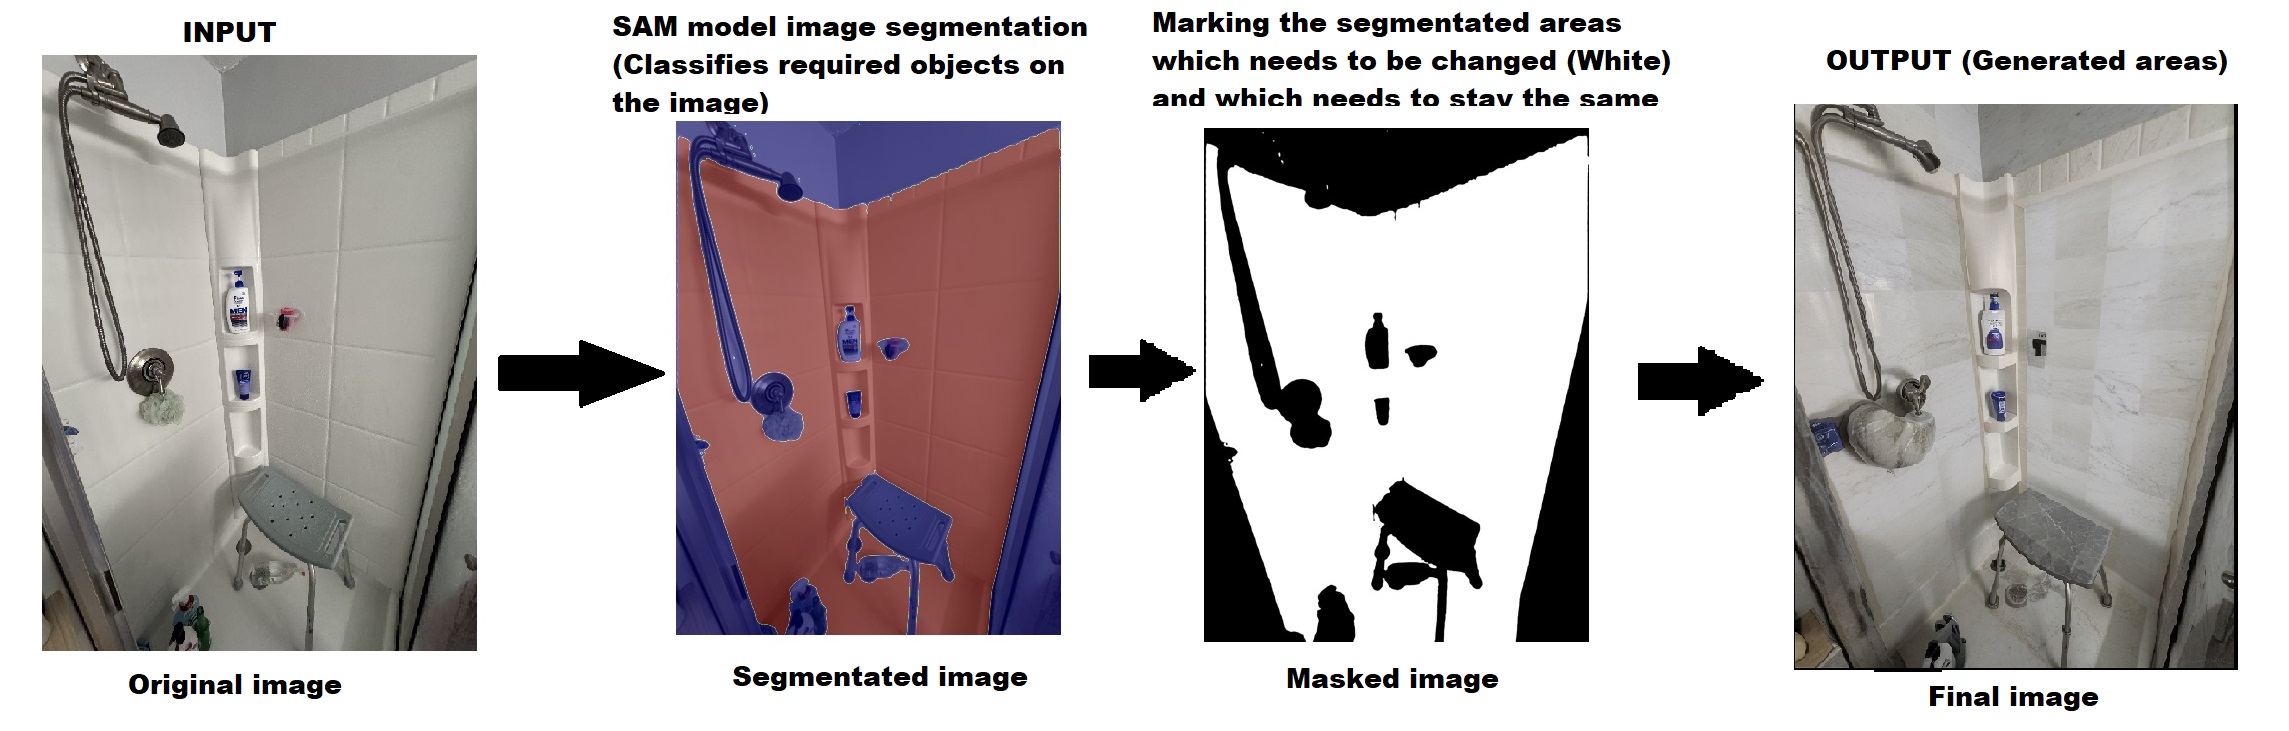 INPUT
SAM model image segmentation
(Classifies required objects on
the image)
Marking the segmentated areas
which needs to be changed (White)
and which needs to stay the same
OUTPUT (Generated areas)
MEN
MEN
Original image
Segmentated image
Masked image
Final image